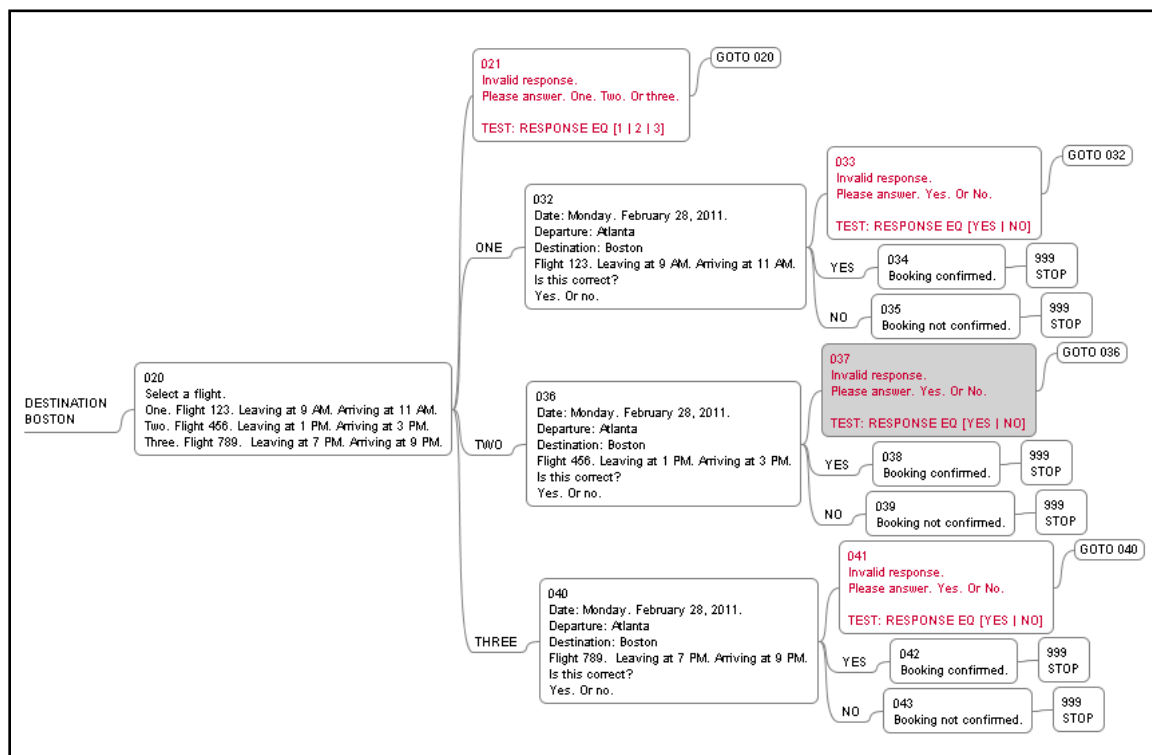 DESTINATION
BOSTON
020
Select a flight.
One. Flight 123. Leaving at 9 AM. Arriving at 11 AM.
Two. Flight 456. Leaving at 1 PM. Arriving at 3 PM.
Three. Flight 789. Leaving at 7 PM. Arriving at 9 PM.
021
Invalid response.
Please answer. One. Two. Or three.
TEST: RESPONSE EQ [1 | 2 | 3]
GOTO 020
ONE
032
Date: Monday. February 28, 2011.
Departure: Atlanta
Destination: Boston
Flight 123. Leaving at 9 AM. Arriving at 11 AM.
Is this correct?
Yes. Or no.
033
Invalid response.
Please answer. Yes. Or No.
TEST: RESPONSE EQ [YES | NO]
GOTO 032
YES
034
Booking confirmed.
999
STOP
NO
035
Booking not confirmed.
999
STOP
TWO
036
Date: Monday. February 28, 2011.
Departure: Atlanta
Destination: Boston
Flight 456. Leaving at 1 PM. Arriving at 3 PM.
Is this correct?
Yes. Or no.
037
Invalid response.
Please answer. Yes. Or No.
TEST: RESPONSE EQ [YES | NO]
GOTO 036
YES
038
Booking confirmed.
999
STOP
NO
039
Booking not confirmed.
999
STOP
THREE
040
Date: Monday. February 28, 2011.
Departure: Atlanta
Destination: Boston
Flight 789. Leaving at 7 PM. Arriving at 9 PM.
Is this correct?
Yes. Or no.
041
Invalid response.
Please answer. Yes. Or No.
TEST: RESPONSE EQ [YES | NO]
GOTO 040
YES
042
Booking confirmed.
999
STOP
NO
043
Booking not confirmed.
999
STOP